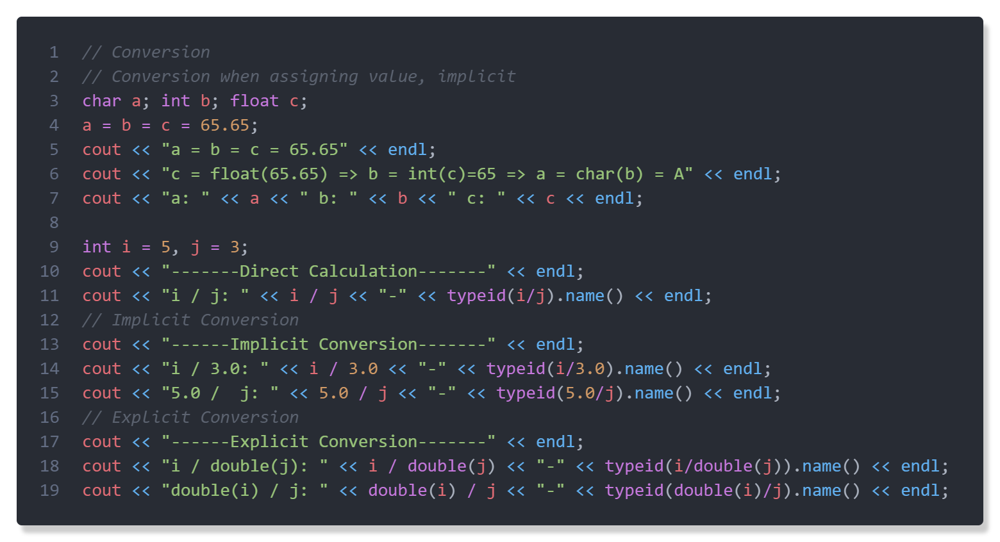 1 // Conversion
2 // Conversion when assigning value, implicit
3 char a; int b; float c;
4 a = b = c = 65.65;
5 cout << "a = b = c = 65.65" << endl;
6 cout << "c = float(65.65) => b = int(c)=65 => a = char(b) = A" << endl;
7 cout << "a: " << a << " b: " << b << " c: " << c << endl;
8
9 int i = 5, j = 3;
10 cout << "-------Direct Calculation-------" << endl;
11 cout << "i / j: " << i / j << "-" << typeid(i/j).name() << endl;
12 // Implicit Conversion
13 cout << "------Implicit Conversion-------" << endl;
14 cout << "i / 3.0: " << i / 3.0 << "-" << typeid(i/3.0).name() << endl;
15 cout << "5.0 /  j: " << 5.0 / j << "-" << typeid(5.0/j).name() << endl;
16 // Explicit Conversion
17 cout << "------Explicit Conversion-------" << endl;
18 cout << "i / double(j): " << i / double(j) << "-" << typeid(i/double(j)).name() << endl;
19 cout << "double(i) / j: " << double(i) / j << "-" << typeid(double(i)/j).name() << endl;